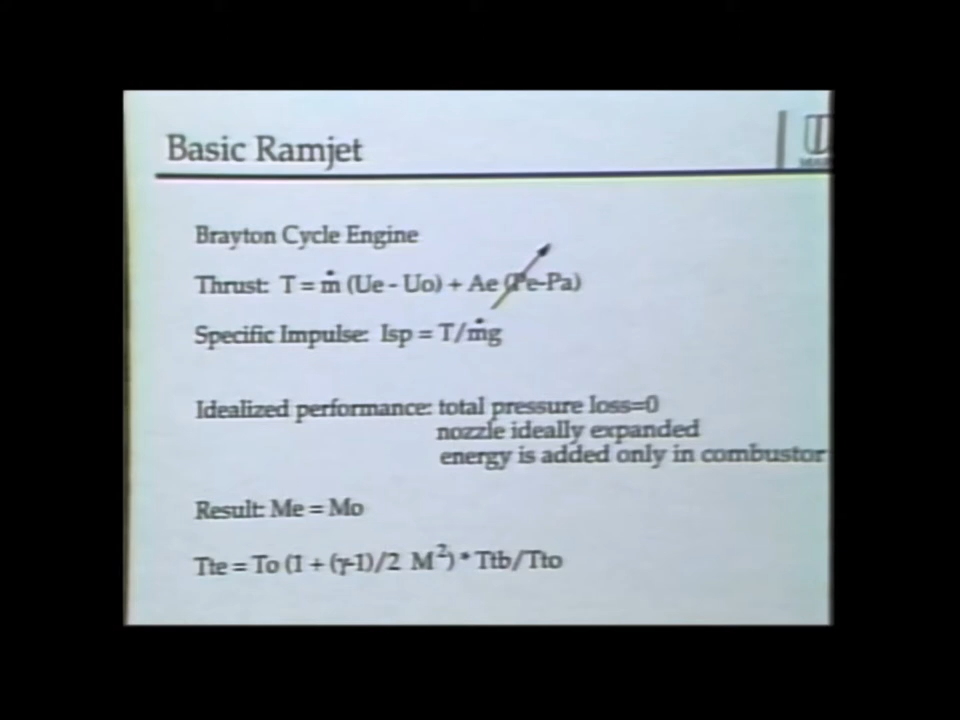 Basic Ramjet
Brayton Cycle Engine
Thrust: T = ṁ (Ue - Uo) + Ae (Pe-Pa)
Specific Impulse: Isp = T/ṁg
Idealized performance: total pressure loss=0
nozzle ideally expanded
energy is added only in combustor
Result: Me = Mo
Tte = To (1 + (γ-1)/2 M²) * Ttb/Tto